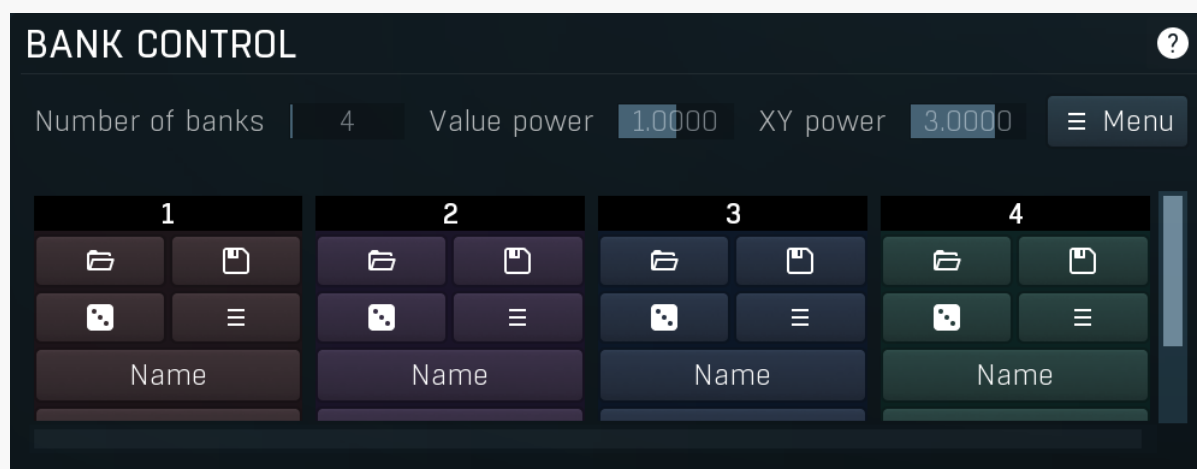 BANK CONTROL ?
Number of banks 4 Value power 1.0000 XY power 3.0000 Menu
1 2 3 4
Name Name Name Name